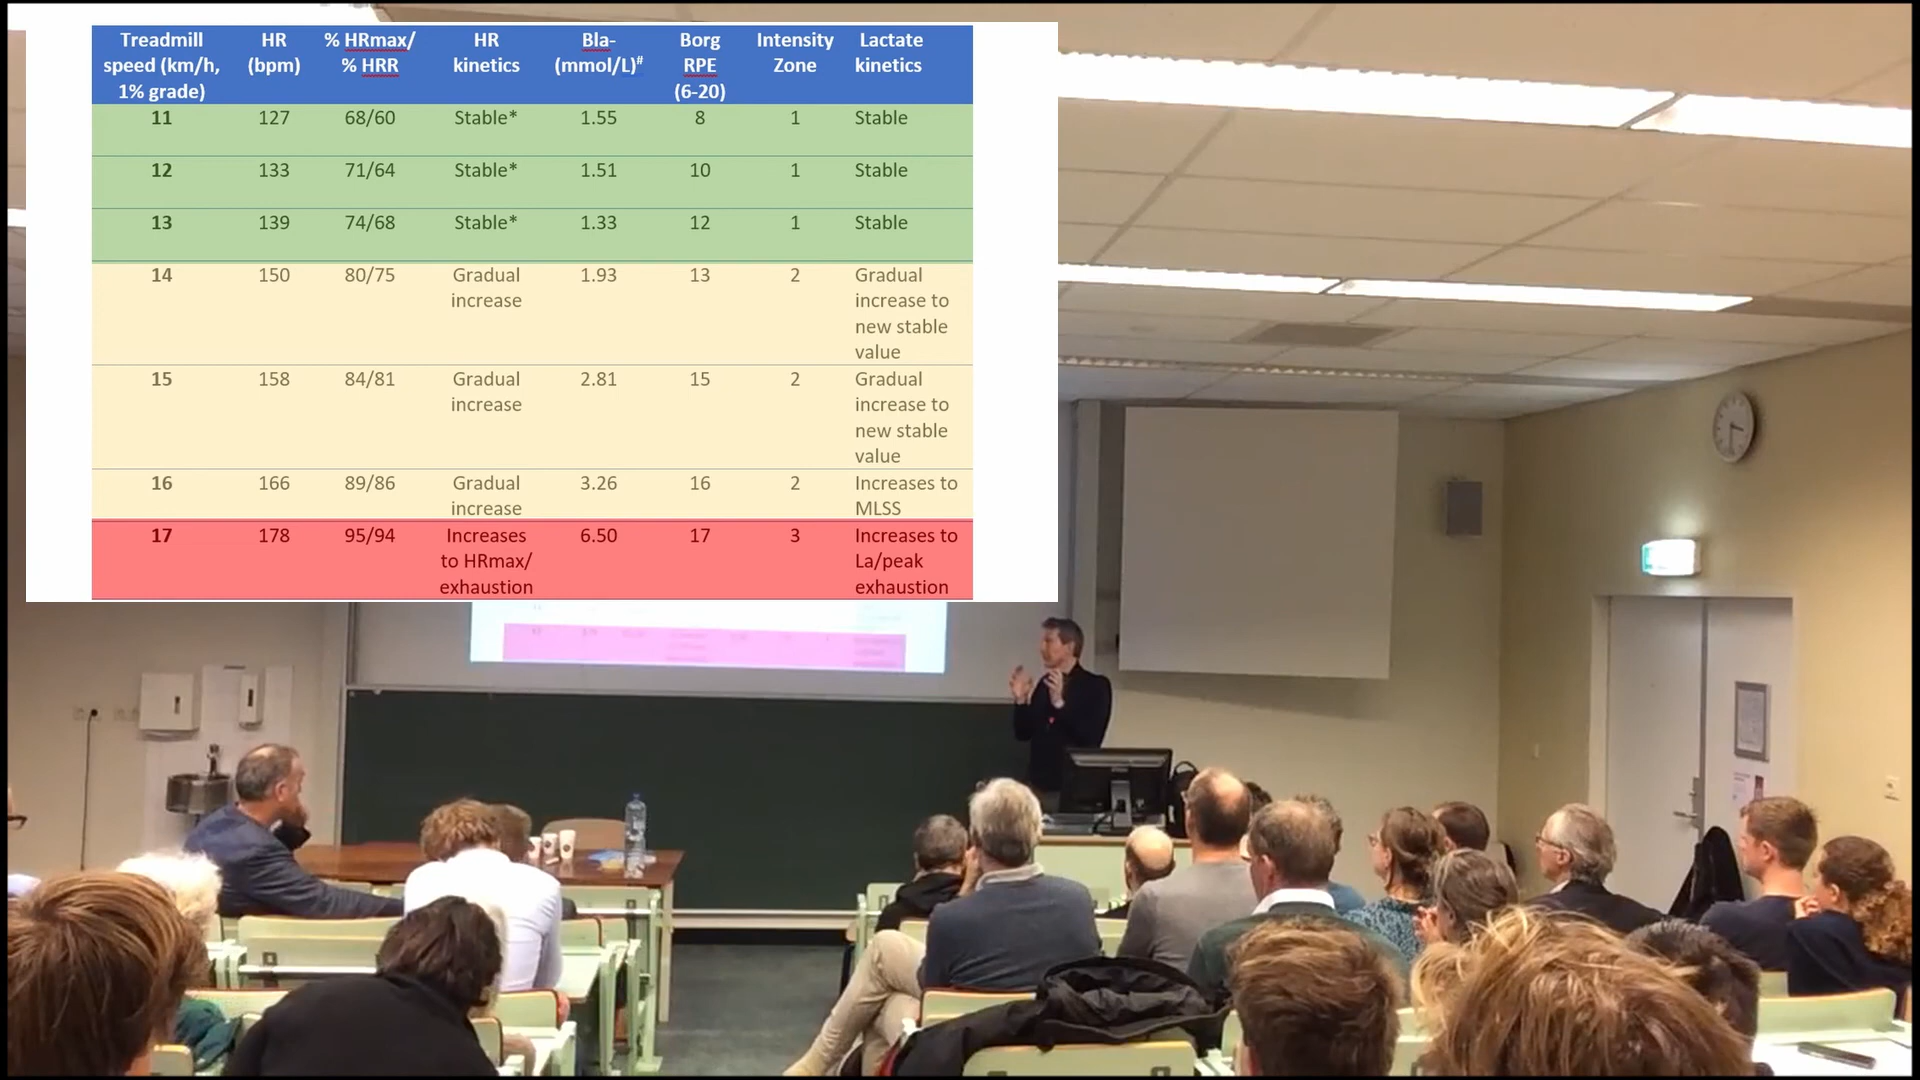 Treadmill speed (km/h, 1% grade) HR (bpm) % HRmax/ % HRR HR kinetics Bla- (mmol/L)# Borg RPE (6-20) Intensity Zone Lactate kinetics
11 127 68/60 Stable* 1.55 8 1 Stable
12 133 71/64 Stable* 1.51 10 1 Stable
13 139 74/68 Stable* 1.33 12 1 Stable
14 150 80/75 Gradual increase 1.93 13 2 Gradual increase to new stable value
15 158 84/81 Gradual increase 2.81 15 2 Gradual increase to new stable value
16 166 89/86 Gradual increase 3.26 16 2 Increases to MLSS
17 178 95/94 Increases to HRmax/ exhaustion 6.50 17 3 Increases to La/peak exhaustion